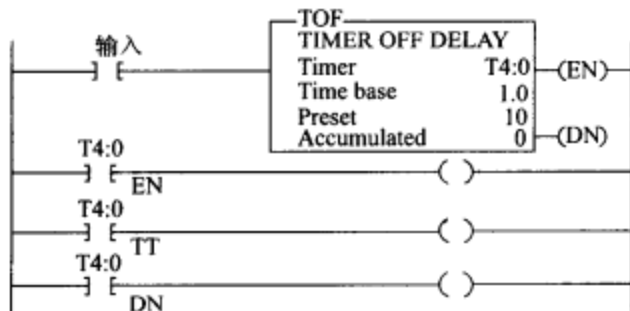 输入
TOF
TIMER OFF DELAY
Timer T4:0 (EN)
Time base 1.0
Preset 10
Accumulated 0 (DN)
T4:0
EN
T4:0
TT
T4:0
DN